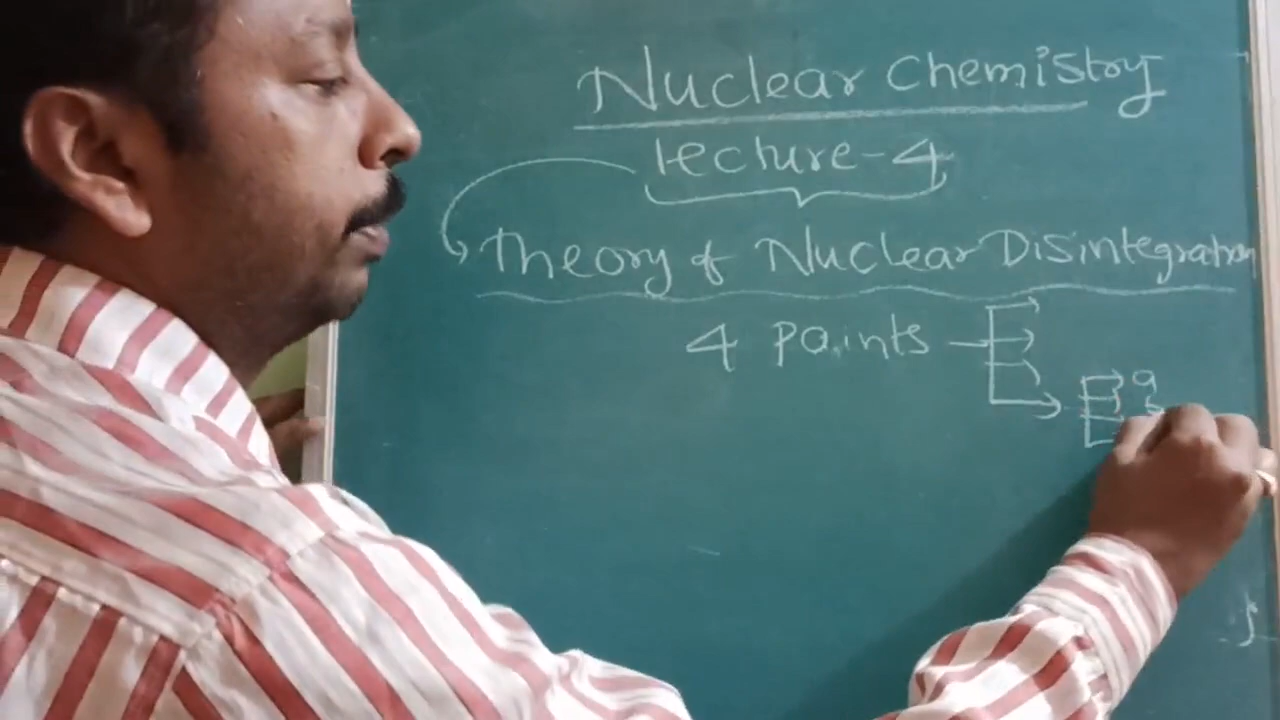 Nuclear Chemistry
lecture-4
Theory of Nuclear Disintegration
4 Points
a
b